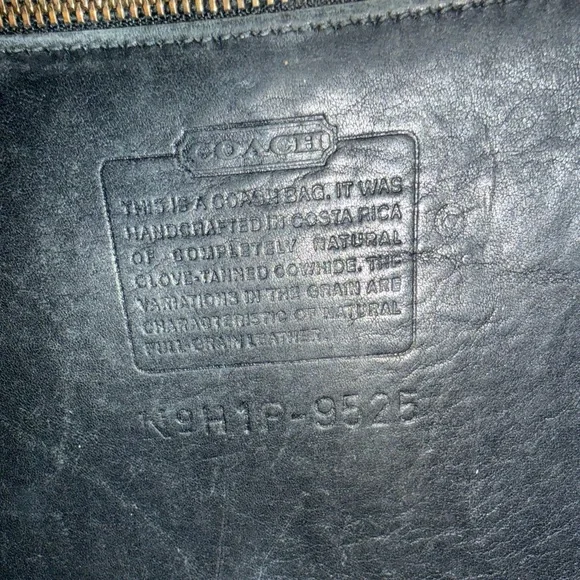 COACH
THIS IS A COACH BAG. IT WAS
HANDCRAFTED IN COSTA RICA
OF COMPLETELY NATURAL
GLOVE-TANNED COWHIDE. THE
VARIATIONS IN THE GRAIN ARE
CHARACTERISTIC OF NATURAL
FULL GRAIN LEATHER.
K9H1P-9525